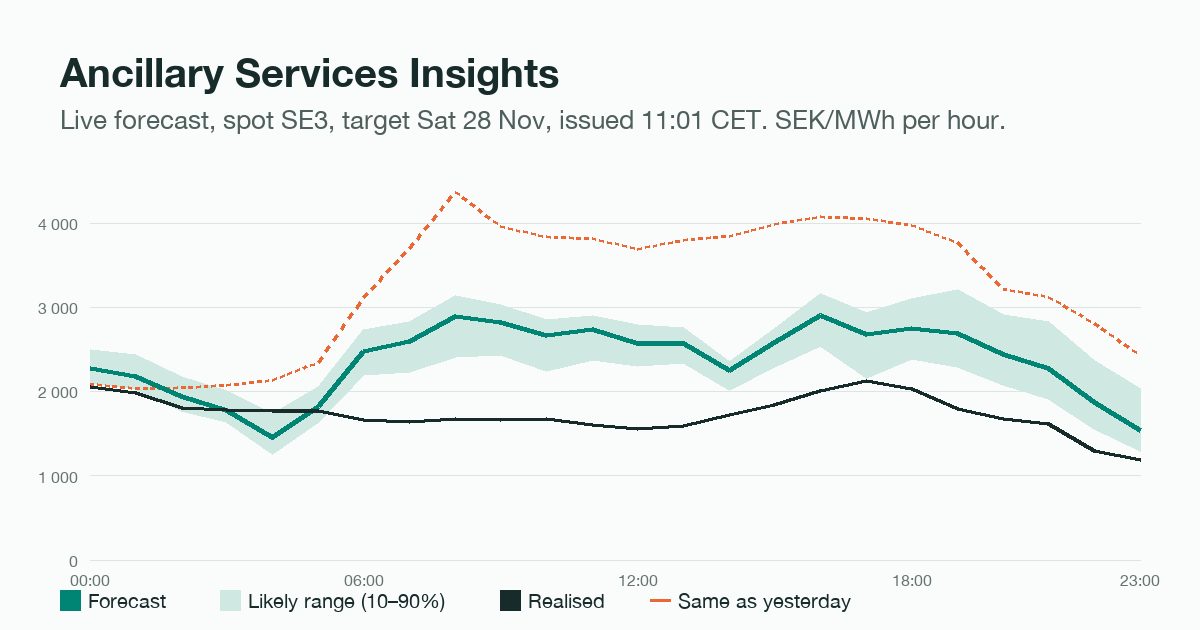 Ancillary Services Insights
Live forecast, spot SE3, target Sat 28 Nov, issued 11:01 CET. SEK/MWh per hour.
4 000
3 000
2 000
1 000
0
00:00 06:00 12:00 18:00 23:00
Forecast Likely range (10–90%) Realised Same as yesterday